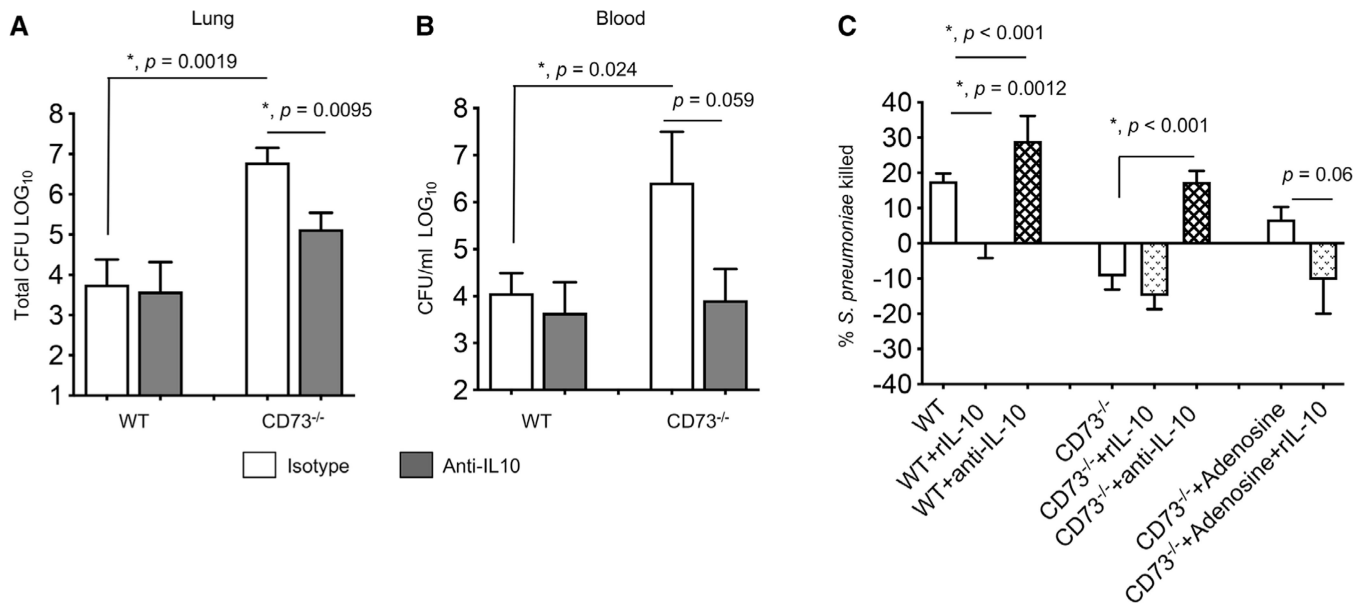 A
Lung
*, p = 0.0019
*, p = 0.0095
Total CFU LOG10
8
7
6
5
4
3
2
1
WT
CD73-/-
B
Blood
*, p = 0.024
p = 0.059
CFU/ml LOG10
8
7
6
5
4
3
2
WT
CD73-/-
Isotype
Anti-IL10
C
*, p < 0.001
*, p = 0.0012
*, p < 0.001
p = 0.06
% S. pneumoniae killed
40
30
20
10
0
-10
-20
-30
-40
WT
WT+rIL-10
WT+anti-IL-10
CD73-/-
CD73-/-+rIL-10
CD73-/-+anti-IL-10
CD73-/-+Adenosine
CD73-/-+Adenosine+rIL-10